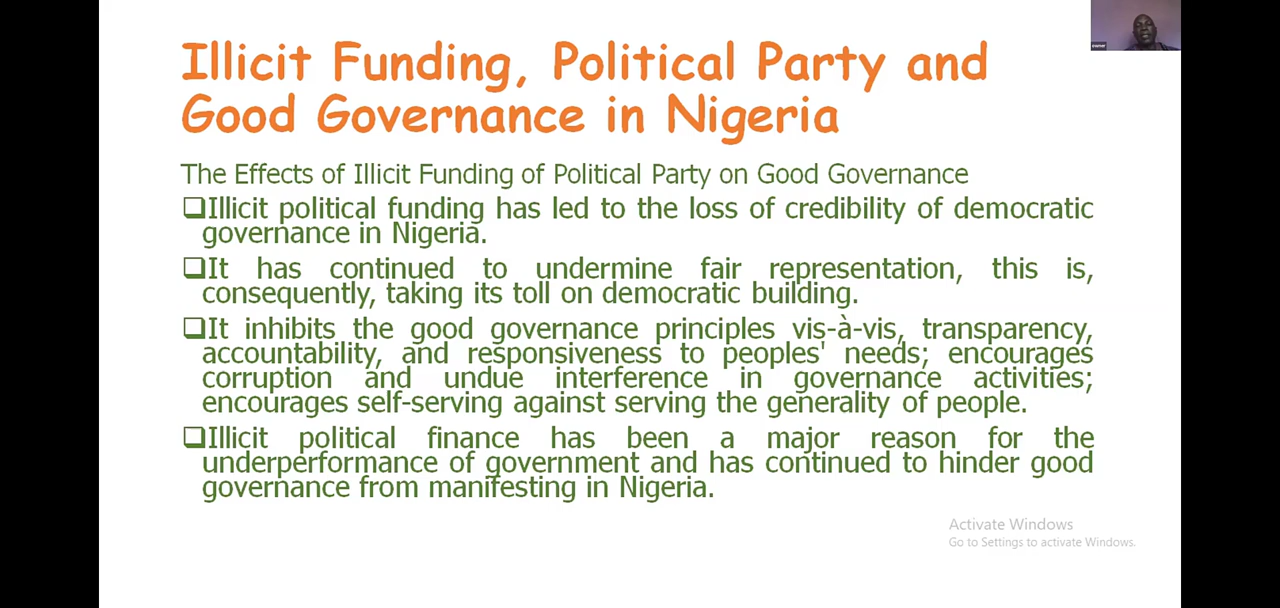 Illicit Funding, Political Party and
Good Governance in Nigeria
The Effects of Illicit Funding of Political Party on Good Governance
❑Illicit political funding has led to the loss of credibility of democratic
governance in Nigeria.
❑It has continued to undermine fair representation, this is,
consequently, taking its toll on democratic building.
❑It inhibits the good governance principles vis-à-vis, transparency,
accountability, and responsiveness to peoples' needs; encourages
corruption and undue interference in governance activities;
encourages self-serving against serving the generality of people.
❑Illicit political finance has been a major reason for the
underperformance of government and has continued to hinder good
governance from manifesting in Nigeria.
Activate Windows
Go to Settings to activate Windows.